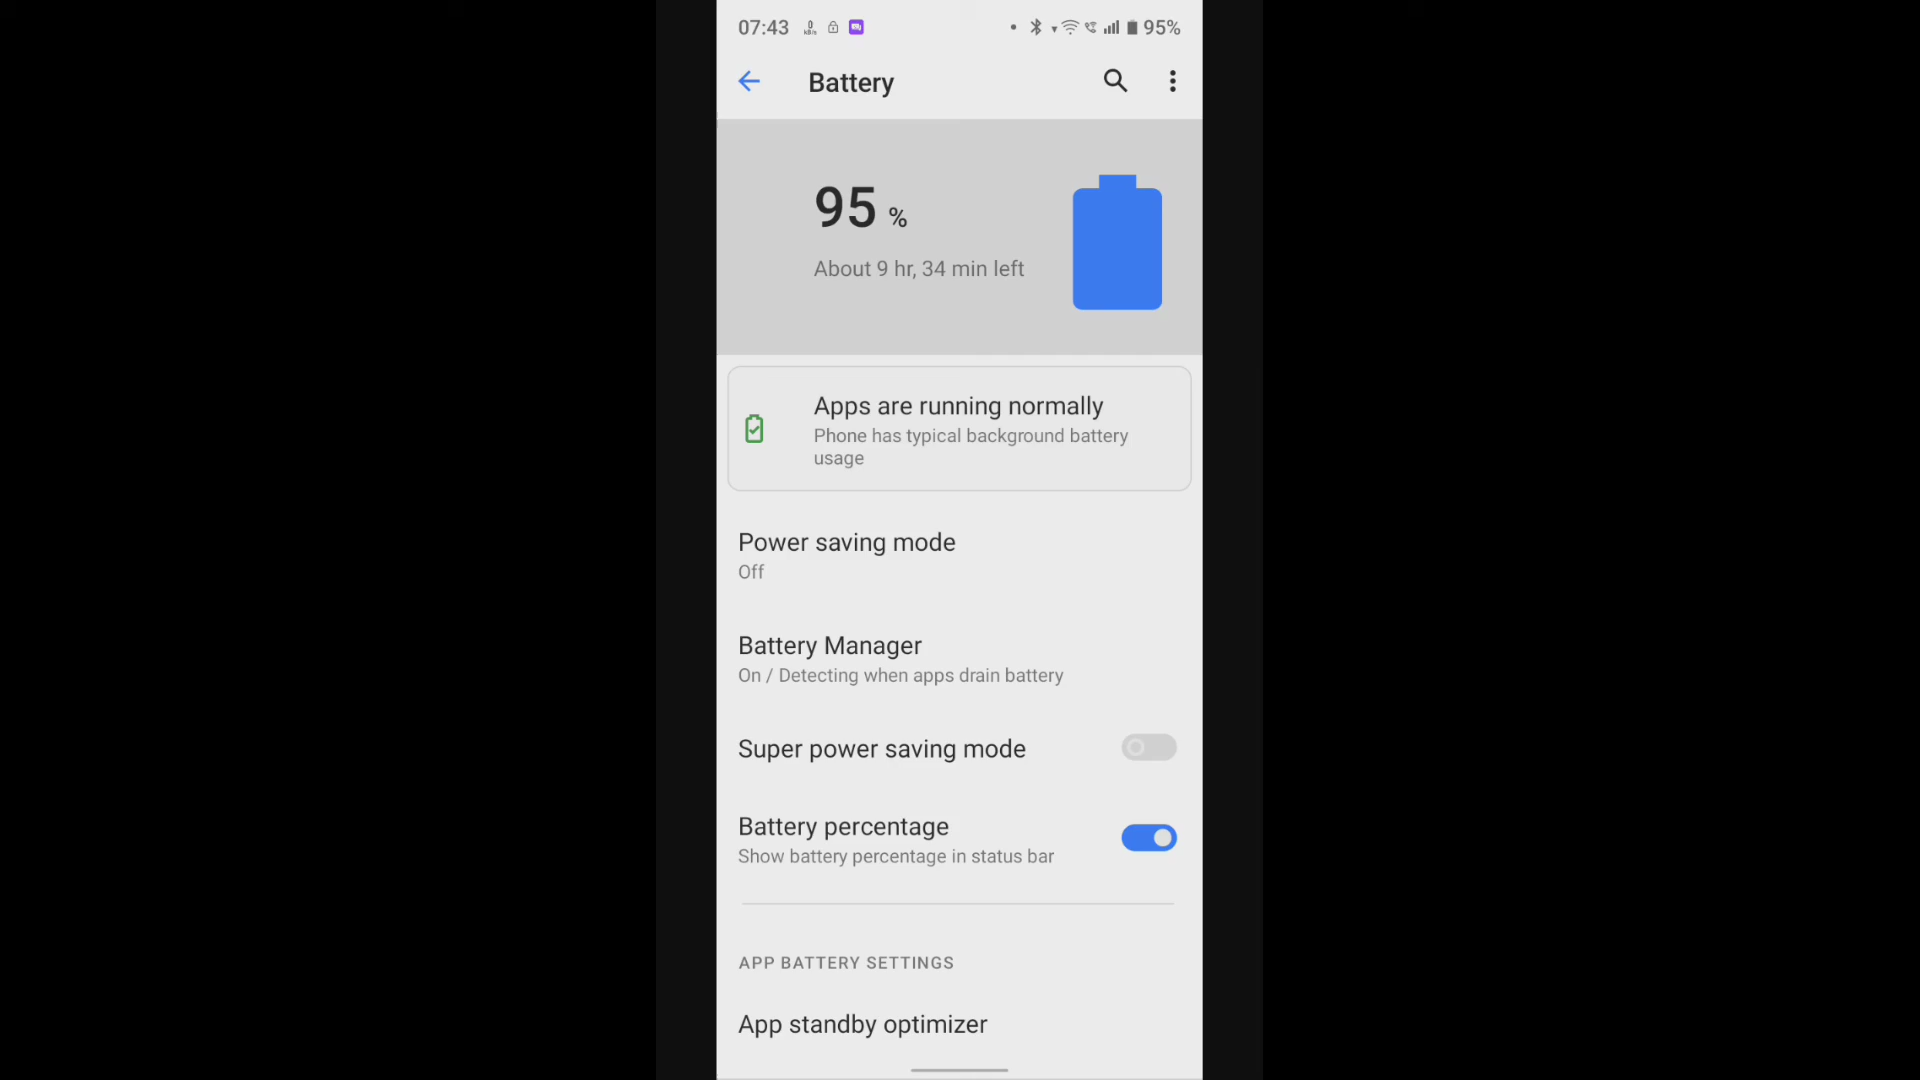 07:43 0 kB/s 95%
Battery
95 %
About 9 hr, 34 min left
Apps are running normally
Phone has typical background battery
usage
Power saving mode
Off
Battery Manager
On / Detecting when apps drain battery
Super power saving mode
Battery percentage
Show battery percentage in status bar
APP BATTERY SETTINGS
App standby optimizer